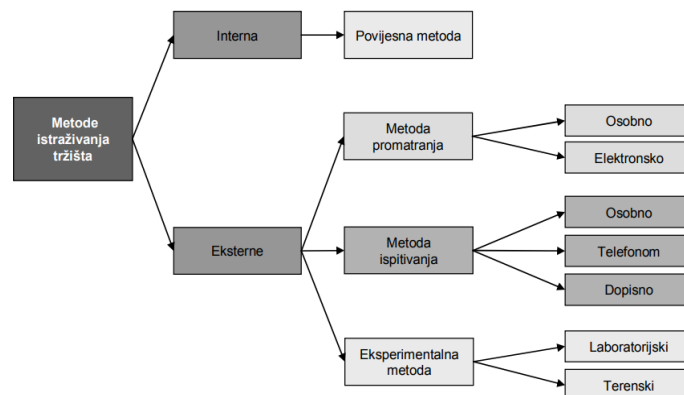 Metode
istraživanja
tržišta
Interna
Povijesna metoda
Eksterne
Metoda
promatranja
Osobno
Elektronsko
Metoda
ispitivanja
Osobno
Telefonom
Dopisno
Eksperimentalna
metoda
Laboratorijski
Terenski